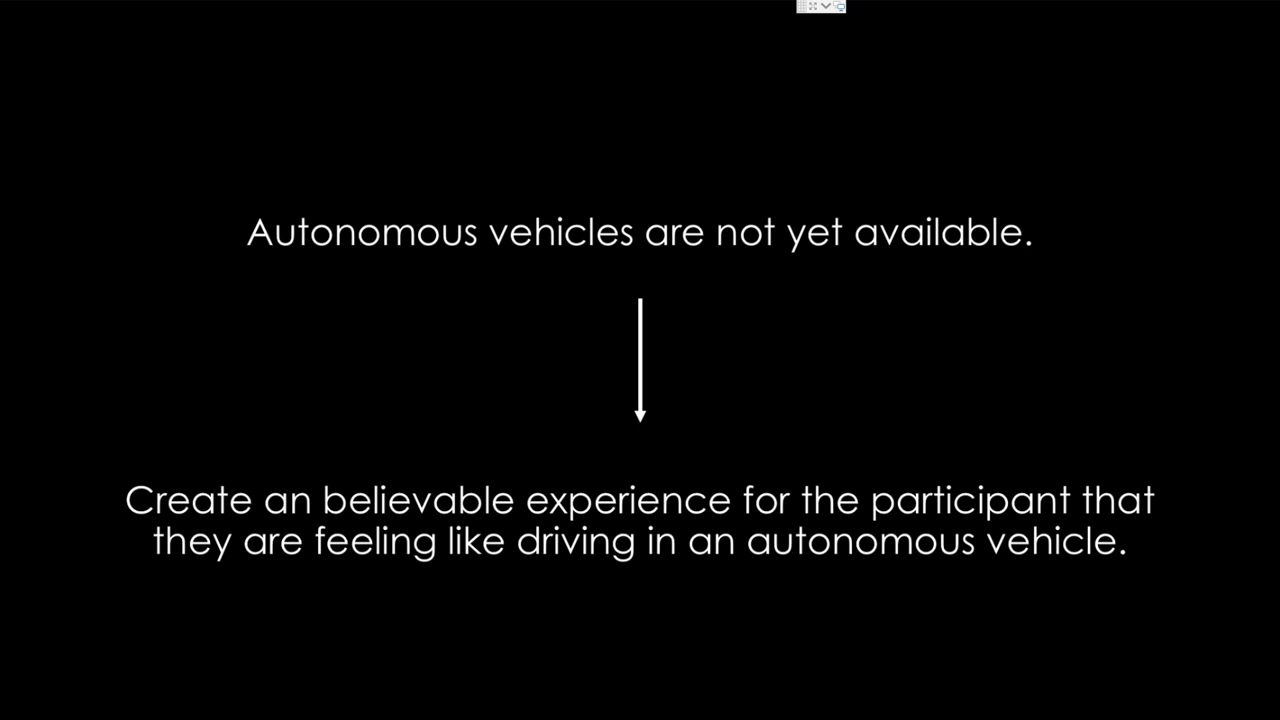 Autonomous vehicles are not yet available.
Create an believable experience for the participant that
they are feeling like driving in an autonomous vehicle.